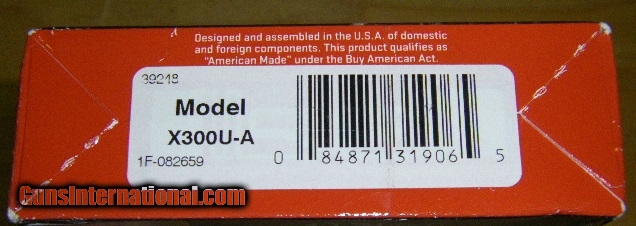 Designed and assembled in the U.S.A. of domestic
and foreign components. This product qualifies as
"American Made" under the Buy American Act.
39248
Model
X300U-A
1F-082659
0 84871 31906 5
GunsInternational.com